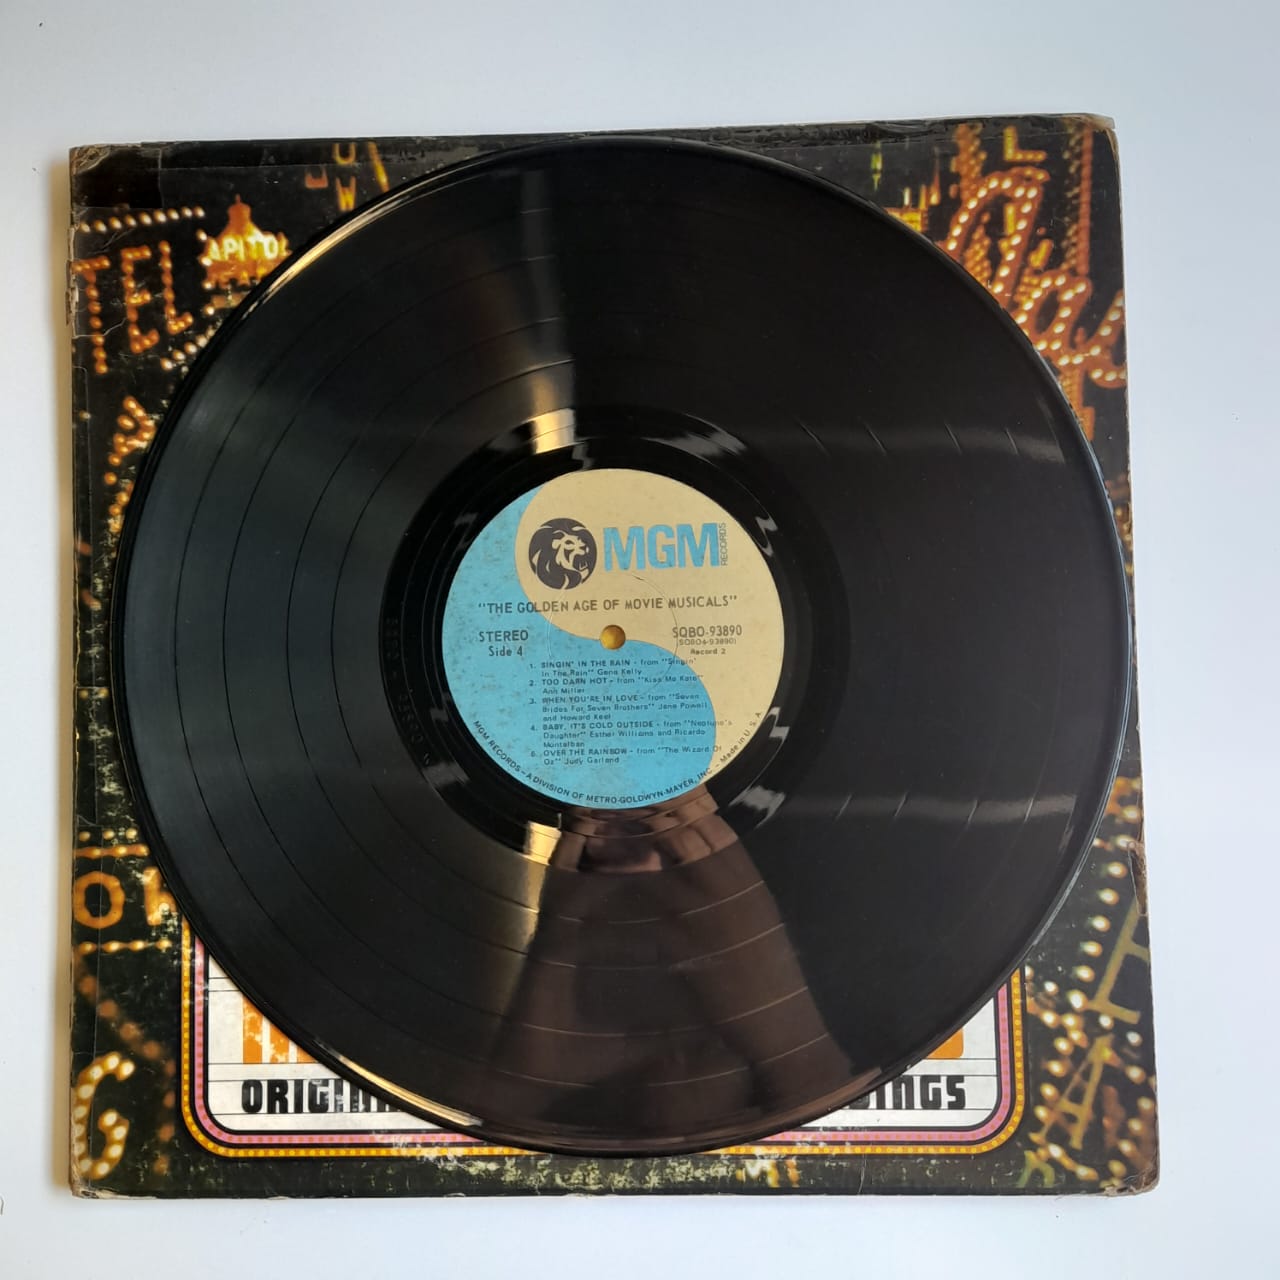 APITOL
TEL
MGM
RECORDS
"THE GOLDEN AGE OF MOVIE MUSICALS"
STEREO
Side 4
SQBO-93890
(SQBO4-93890)
Record 2
1. SINGIN' IN THE RAIN - from "Singin'
In The Rain" Gene Kelly
2. TOO DARN HOT - from "Kiss Me Kate"
Ann Miller
3. WHEN YOU'RE IN LOVE - from "Seven
Brides For Seven Brothers" Jane Powell
and Howard Keel
4. BABY, IT'S COLD OUTSIDE - from "Neptune's
Daughter" Esther Williams and Ricardo
Montalban
5. OVER THE RAINBOW - from "The Wizard Of
Oz" Judy Garland
MGM RECORDS - A DIVISION OF METRO-GOLDWYN-MAYER, INC. - Made in U.S.A.